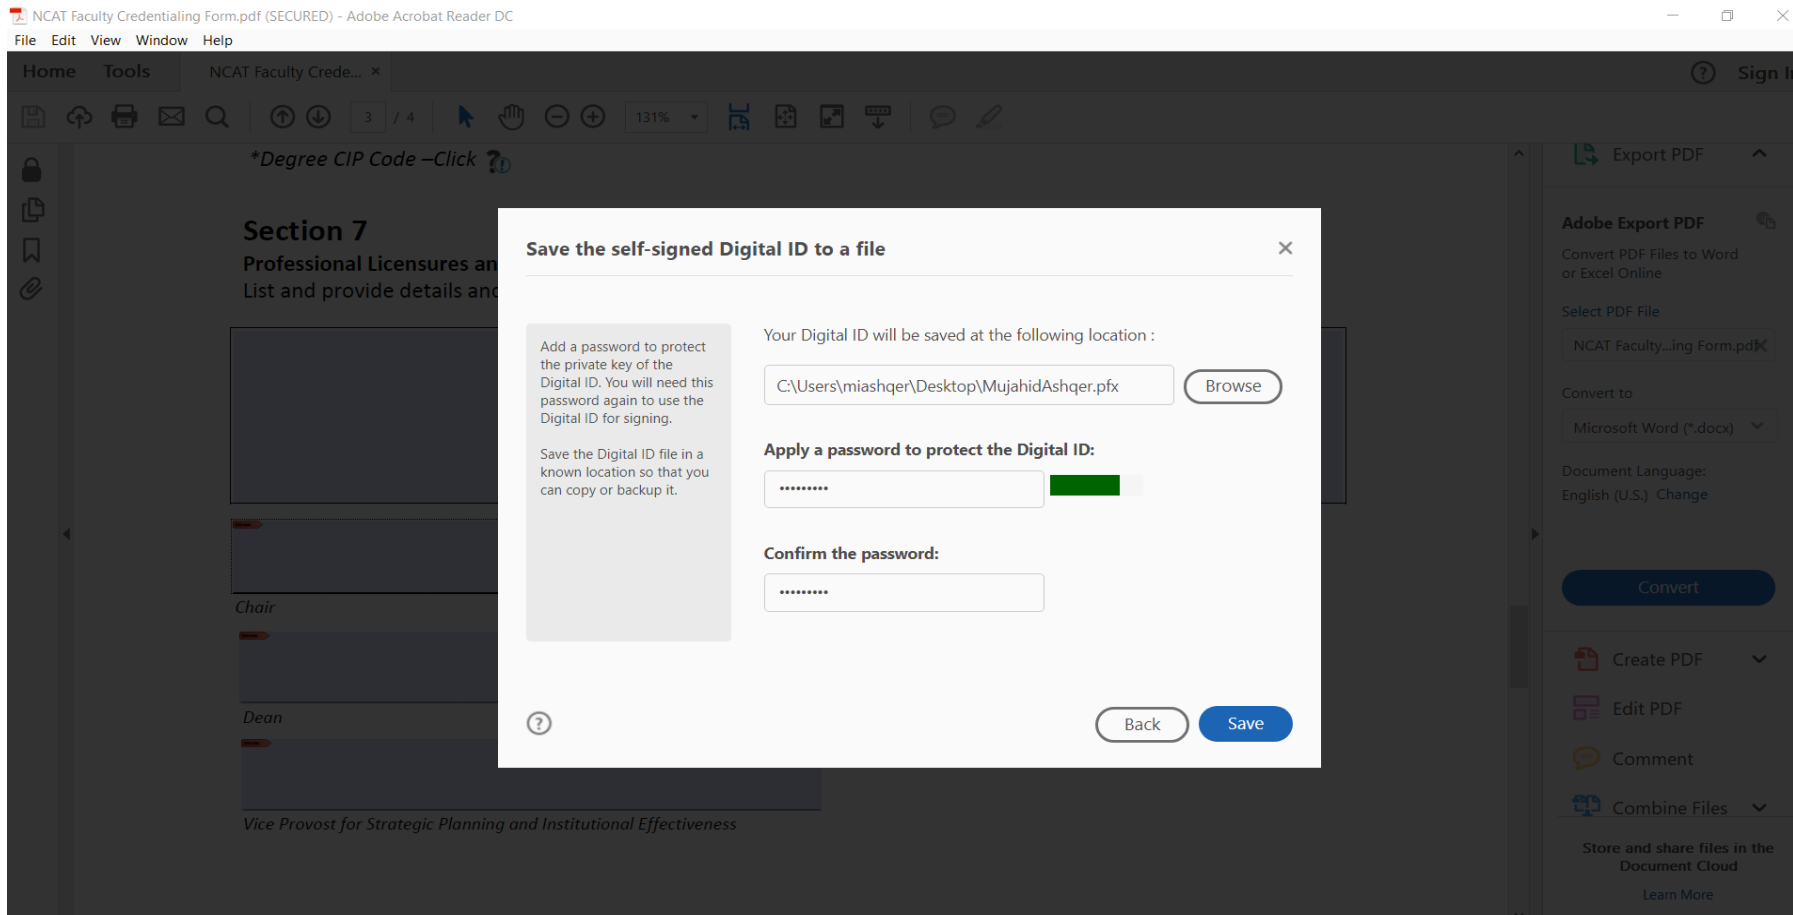 NCAT Faculty Credentialing Form.pdf (SECURED) - Adobe Acrobat Reader DC
File Edit View Window Help
Home Tools NCAT Faculty Crede... ×
Sign In
3 / 4 131%
*Degree CIP Code –Click
Export PDF
Section 7
Professional Licensures an
List and provide details and
Save the self-signed Digital ID to a file
Add a password to protect
the private key of the
Digital ID. You will need this
password again to use the
Digital ID for signing.
Save the Digital ID file in a
known location so that you
can copy or backup it.
Your Digital ID will be saved at the following location :
C:\Users\miashqer\Desktop\MujahidAshqer.pfx
Browse
Apply a password to protect the Digital ID:
Confirm the password:
Back
Save
Chair
Dean
Vice Provost for Strategic Planning and Institutional Effectiveness
Adobe Export PDF
Convert PDF Files to Word
or Excel Online
Select PDF File
NCAT Faculty...ing Form.pdf
Convert to
Microsoft Word (*.docx)
Document Language:
English (U.S.) Change
Convert
Create PDF
Edit PDF
Comment
Combine Files
Store and share files in the
Document Cloud
Learn More